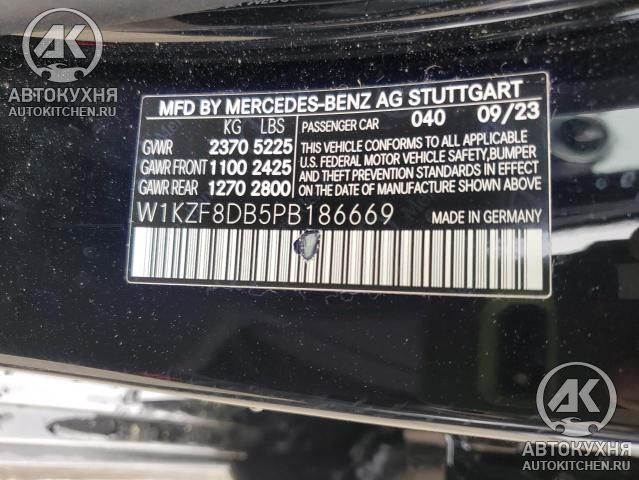 АК
АВТОКУХНЯ
AUTOKITCHEN.RU
MFD BY MERCEDES-BENZ AG STUTTGART
KG LBS
GVWR 2370 5225
GAWR FRONT 1100 2425
GAWR REAR 1270 2800
PASSENGER CAR 040 09/23
THIS VEHICLE CONFORMS TO ALL APPLICABLE
U.S. FEDERAL MOTOR VEHICLE SAFETY, BUMPER
AND THEFT PREVENTION STANDARDS IN EFFECT
ON THE DATE OF MANUFACTURE SHOWN ABOVE.
W1KZF8DB5PB186669 MADE IN GERMANY
АК
АВТОКУХНЯ
AUTOKITCHEN.RU